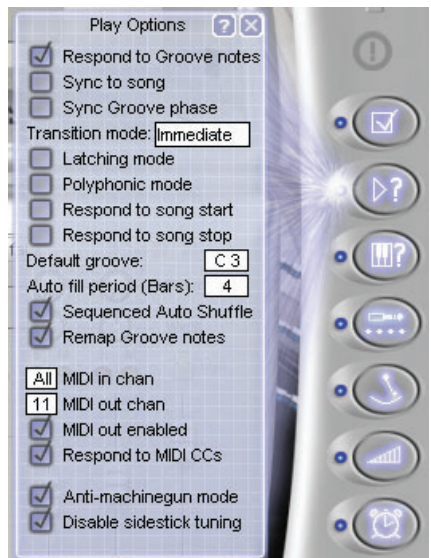 Play Options ? X
Respond to Groove notes
Sync to song
Sync Groove phase
Transition mode: Immediate
Latching mode
Polyphonic mode
Respond to song start
Respond to song stop
Default groove: C 3
Auto fill period (Bars): 4
Sequenced Auto Shuffle
Remap Groove notes
All MIDI in chan
11 MIDI out chan
MIDI out enabled
Respond to MIDI CCs
Anti-machinegun mode
Disable sidestick tuning
?
?